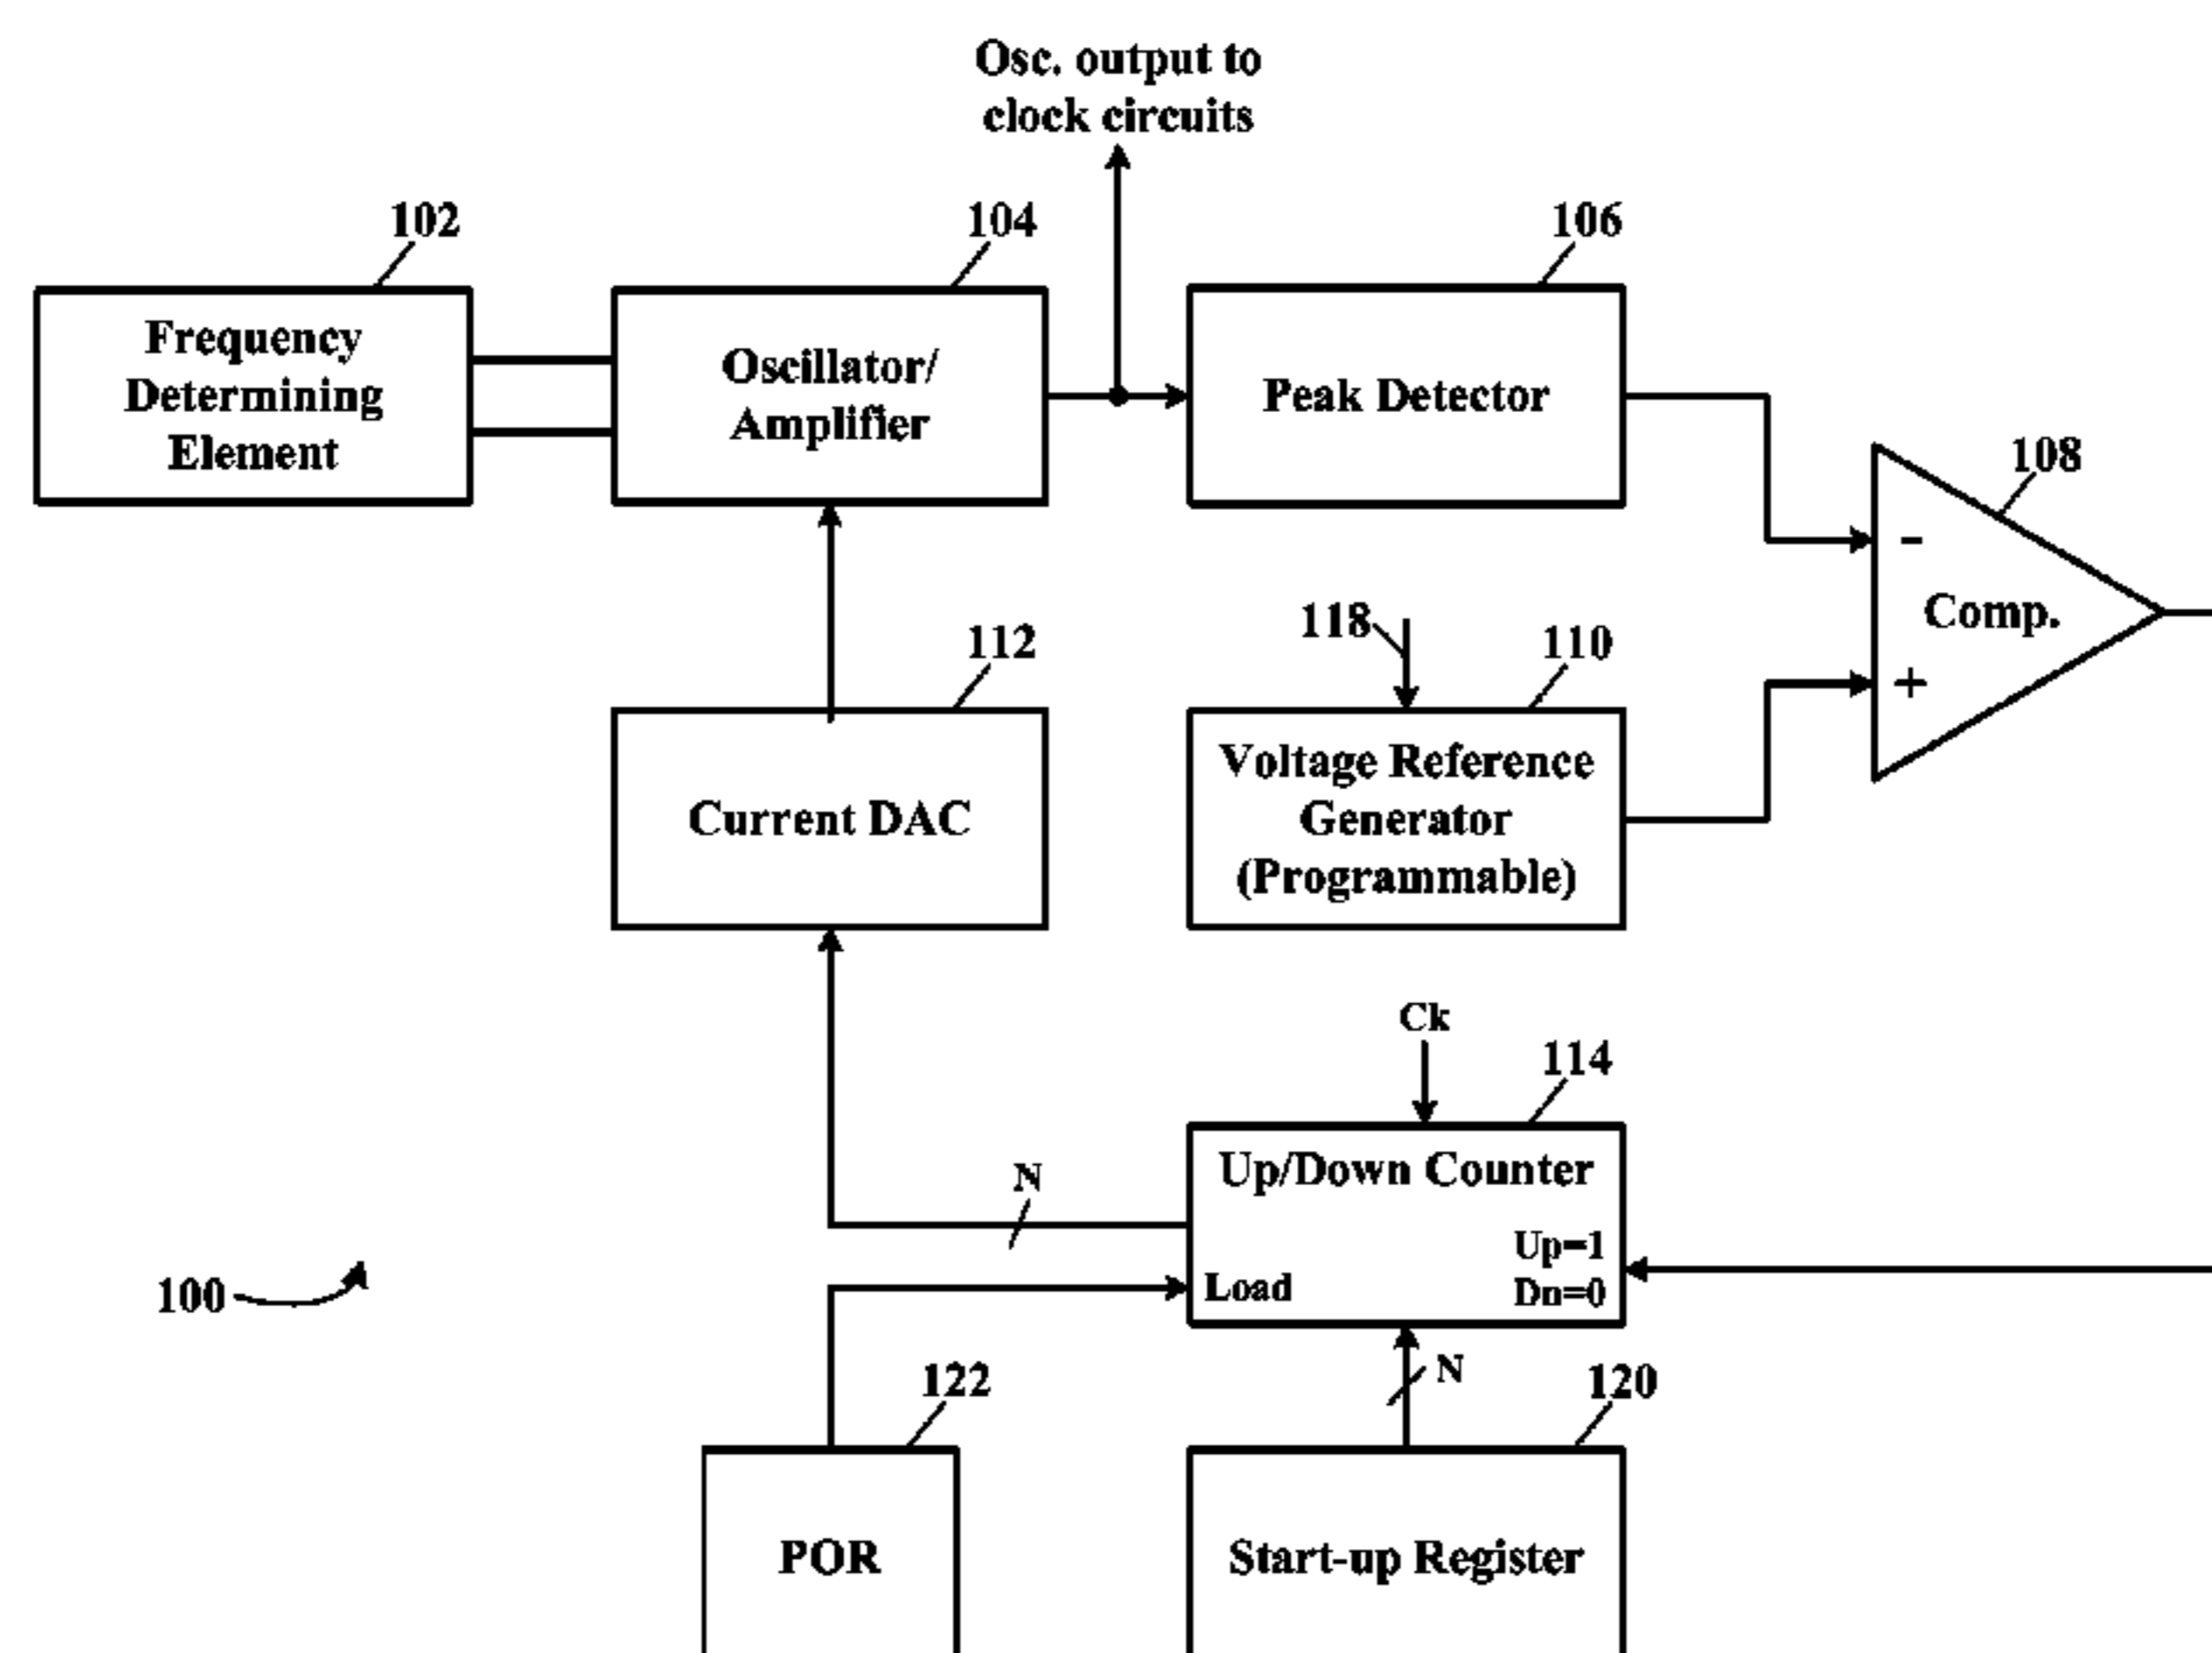 Osc. output to
clock circuits
102
104
106
Frequency
Determining
Element
Oscillator/
Amplifier
Peak Detector
108
-
Comp.
+
112
118
110
Current DAC
Voltage Reference
Generator
(Programmable)
Ck
114
Up/Down Counter
N
Up=1
Dn=0
Load
100
122
N
120
POR
Start-up Register